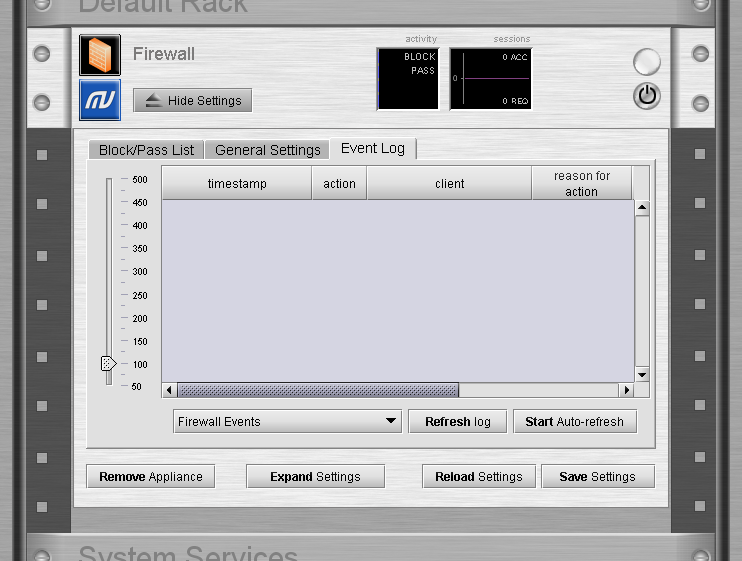 Default Rack
activity
sessions
Firewall
BLOCK
PASS
0 ACC
0
0 REQ
Hide Settings
Block/Pass List
General Settings
Event Log
500
450
400
350
300
250
200
150
100
50
timestamp
action
client
reason for
action
Firewall Events
Refresh log
Start Auto-refresh
Remove Appliance
Expand Settings
Reload Settings
Save Settings
System Services